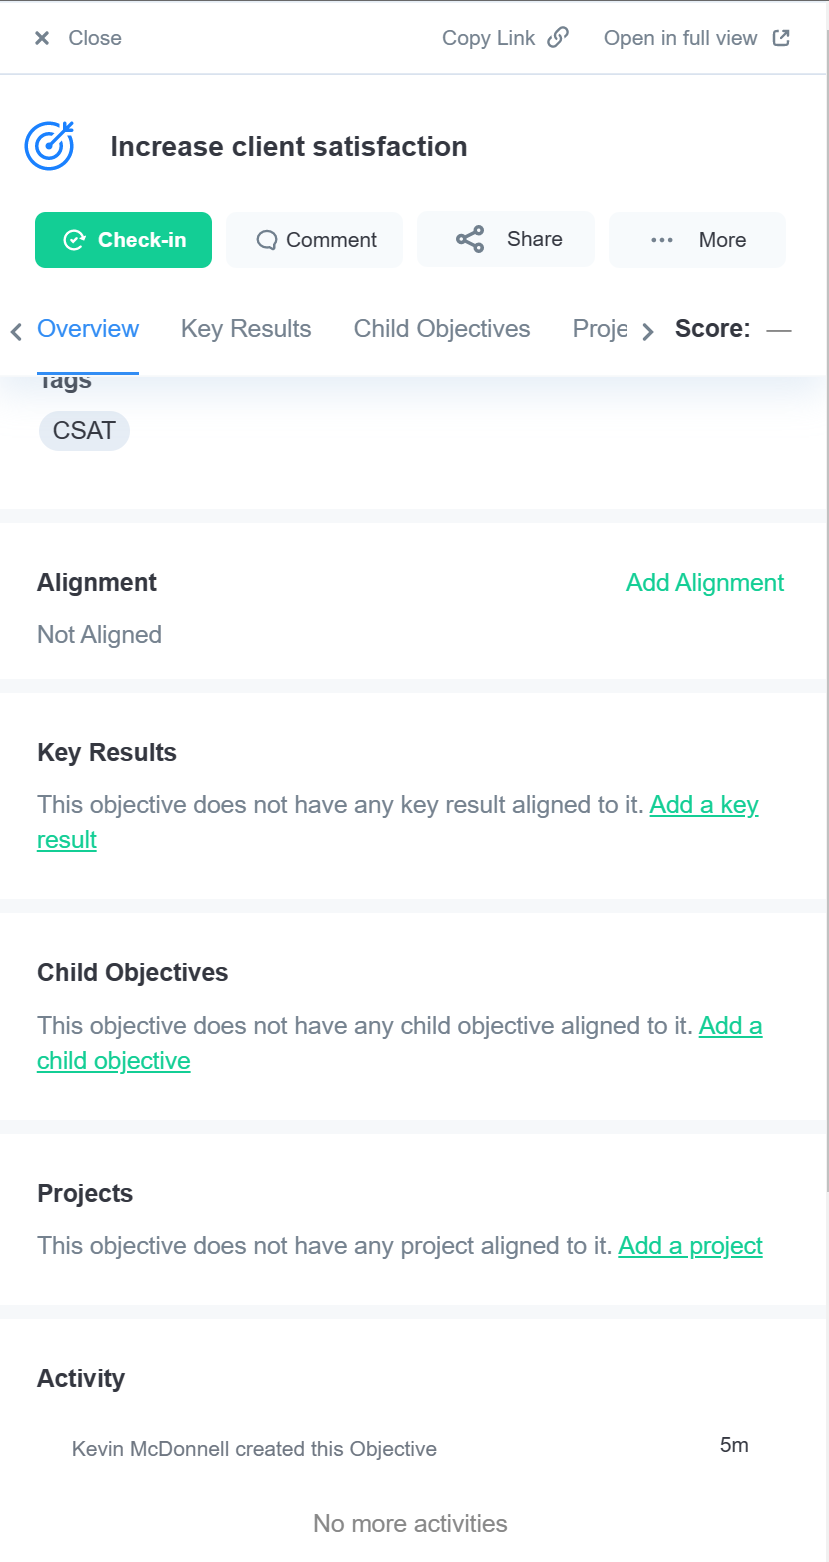 Close
Copy Link
Open in full view
Increase client satisfaction
Check-in
Comment
Share
More
Overview
Key Results
Child Objectives
Proje
Score: —
Tags
CSAT
Alignment
Add Alignment
Not Aligned
Key Results
This objective does not have any key result aligned to it. Add a key
result
Child Objectives
This objective does not have any child objective aligned to it. Add a
child objective
Projects
This objective does not have any project aligned to it. Add a project
Activity
Kevin McDonnell created this Objective
5m
No more activities